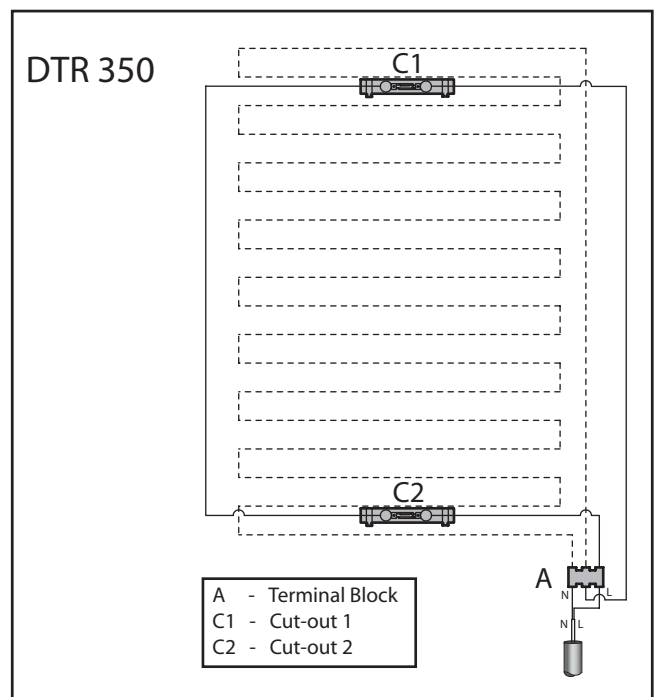 DTR 350
C1
C2
A
N L
N L
A - Terminal Block
C1 - Cut-out 1
C2 - Cut-out 2